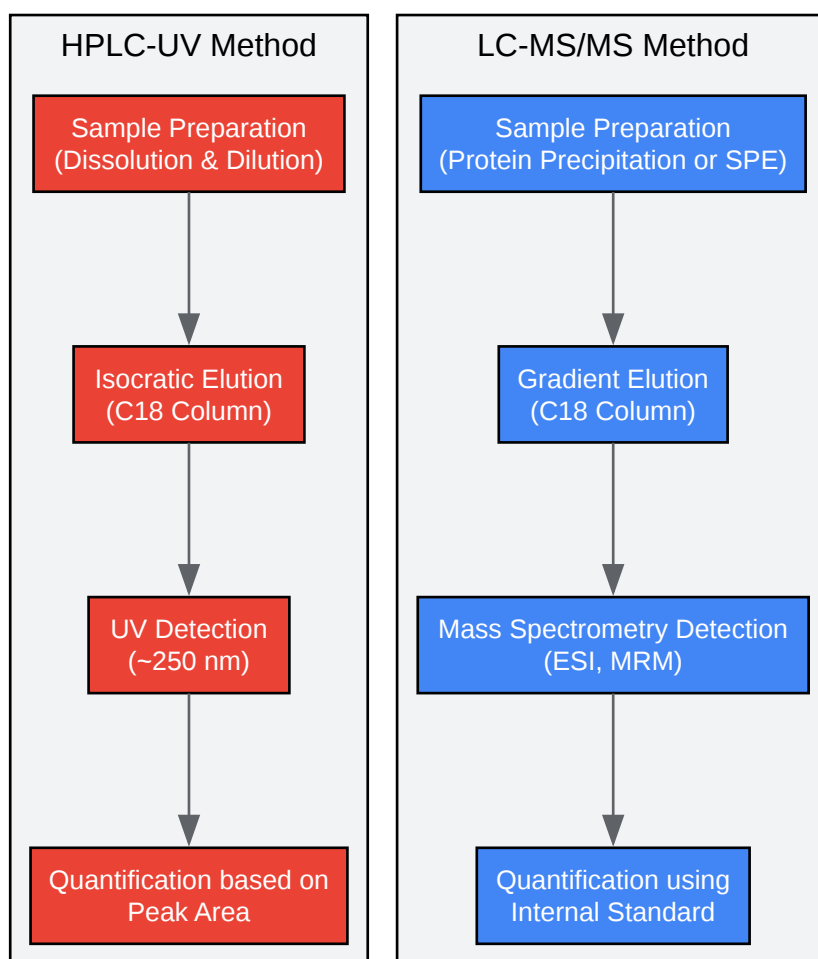 HPLC-UV Method
Sample Preparation
(Dissolution & Dilution)
Isocratic Elution
(C18 Column)
UV Detection
(~250 nm)
Quantification based on
Peak Area
LC-MS/MS Method
Sample Preparation
(Protein Precipitation or SPE)
Gradient Elution
(C18 Column)
Mass Spectrometry Detection
(ESI, MRM)
Quantification using
Internal Standard